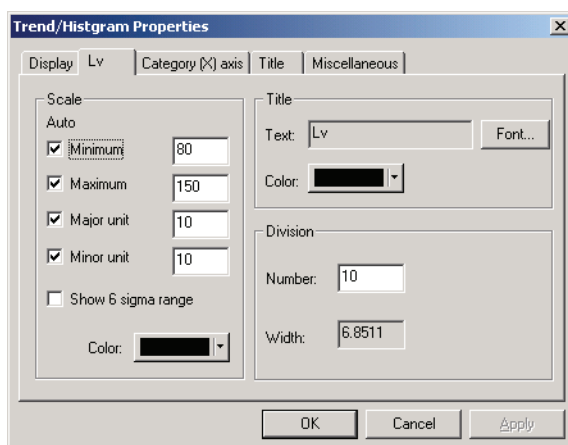 Trend/Histgram Properties
Display Lv Category (X) axis Title Miscellaneous
Scale
Auto
Minimum 80
Maximum 150
Major unit 10
Minor unit 10
Show 6 sigma range
Color:
Title
Text: Lv Font...
Color:
Division
Number: 10
Width: 6.8511
OK Cancel Apply